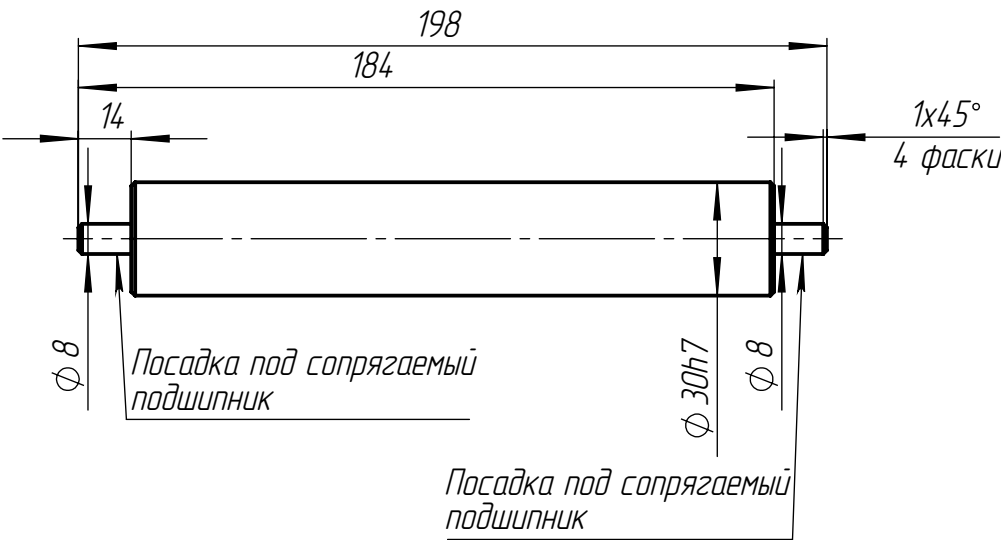 198
184
14
1x45°
4 фаски
⌀8
Посадка под сопрягаемый
подшипник
⌀30h7
⌀8
Посадка под сопрягаемый
подшипник